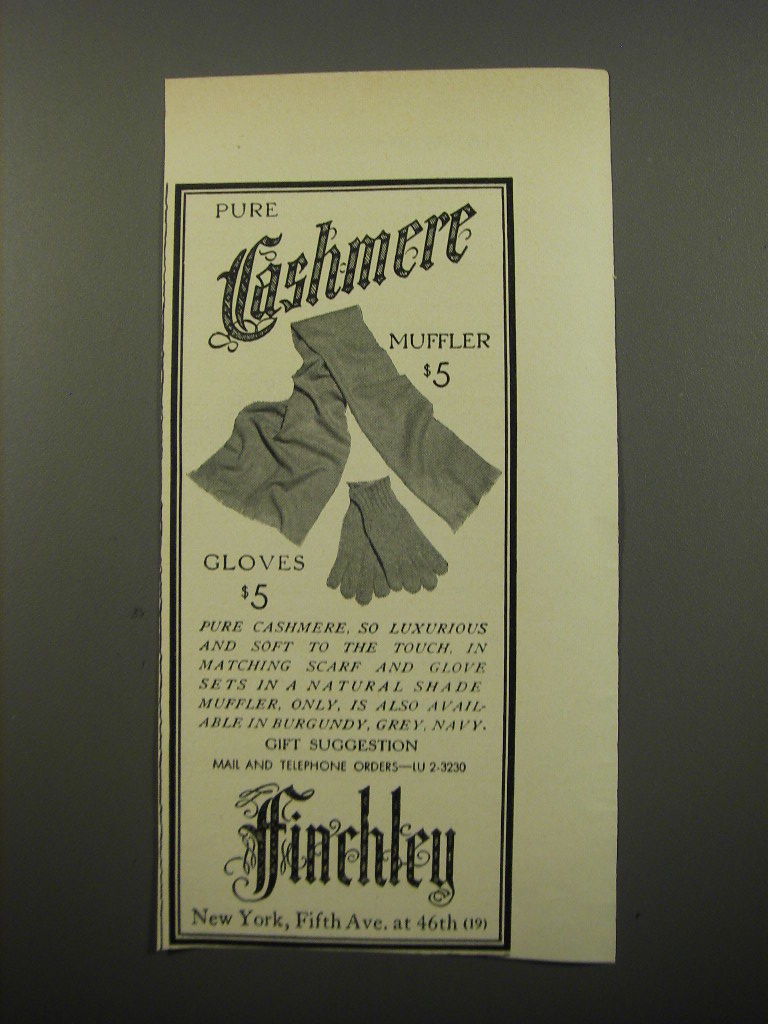 PURE
Cashmere
MUFFLER
$5
GLOVES
$5
PURE CASHMERE, SO LUXURIOUS
AND SOFT TO THE TOUCH, IN
MATCHING SCARF AND GLOVE
SETS IN A NATURAL SHADE
MUFFLER, ONLY, IS ALSO AVAIL-
ABLE IN BURGUNDY, GREY, NAVY.
GIFT SUGGESTION
MAIL AND TELEPHONE ORDERS—LU 2-3230
Finchley
New York, Fifth Ave. at 46th (19)